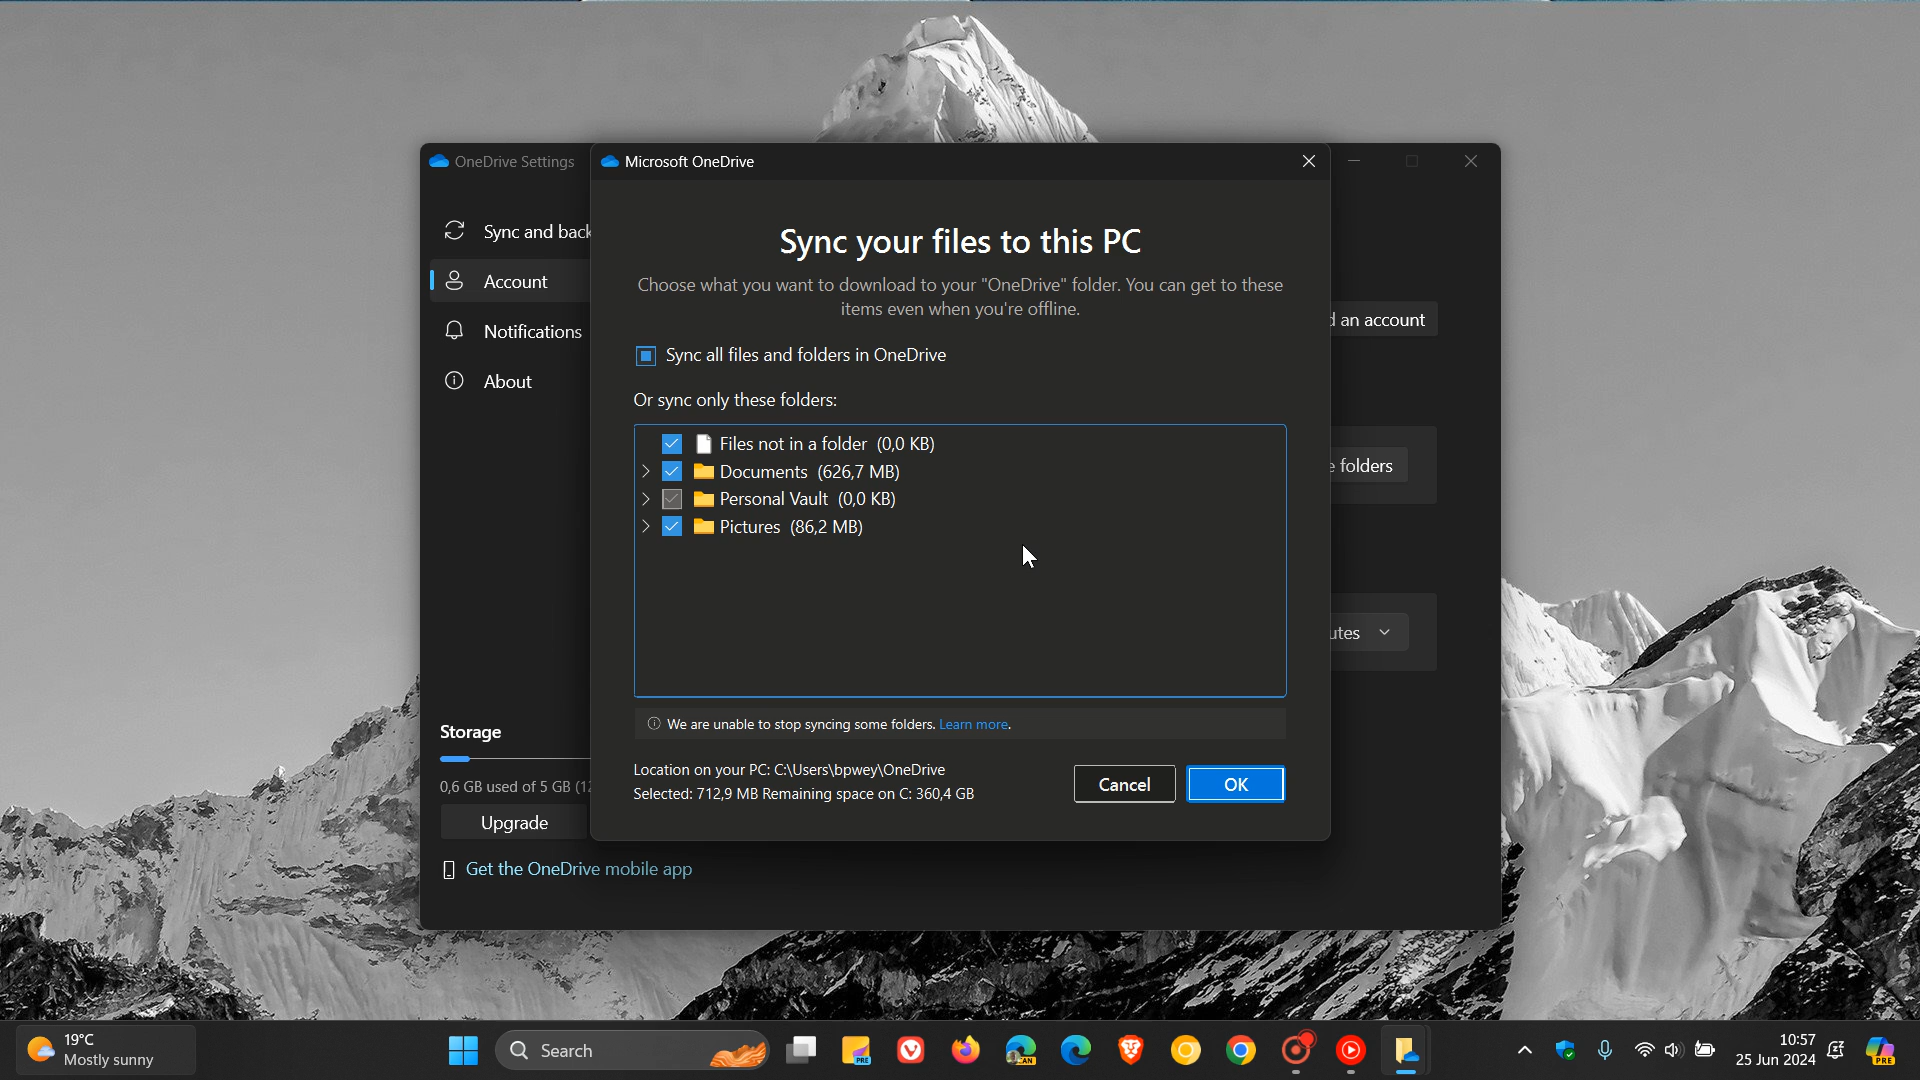 OneDrive Settings
Microsoft OneDrive
Sync and back
Account
Notifications
About
Sync your files to this PC
Choose what you want to download to your "OneDrive" folder. You can get to these
items even when you're offline.
Sync all files and folders in OneDrive
Or sync only these folders:
Files not in a folder (0,0 KB)
Documents (626,7 MB)
Personal Vault (0,0 KB)
Pictures (86,2 MB)
We are unable to stop syncing some folders. Learn more.
Location on your PC: C:\Users\bpwey\OneDrive
Selected: 712,9 MB Remaining space on C: 360,4 GB
Cancel
OK
d an account
e folders
utes
Storage
0,6 GB used of 5 GB (12
Upgrade
Get the OneDrive mobile app
19°C
Mostly sunny
Search
PRE
CAN
10:57
25 Jun 2024
PRE